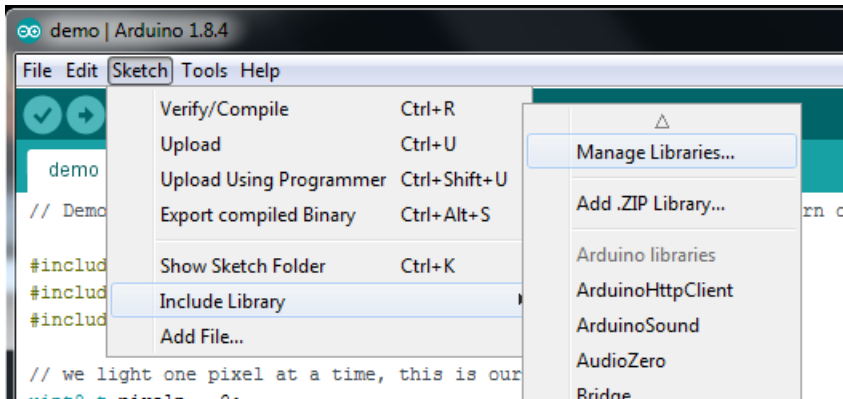 demo | Arduino 1.8.4
File Edit Sketch Tools Help
Verify/Compile Ctrl+R
Upload Ctrl+U
Upload Using Programmer Ctrl+Shift+U
Export compiled Binary Ctrl+Alt+S
Show Sketch Folder Ctrl+K
Include Library
Add File...
Manage Libraries...
Add .ZIP Library...
Arduino libraries
ArduinoHttpClient
ArduinoSound
AudioZero
Bridge
demo
// Demo
rn
#includ
#includ
#includ
// we light one pixel at a time, this is our